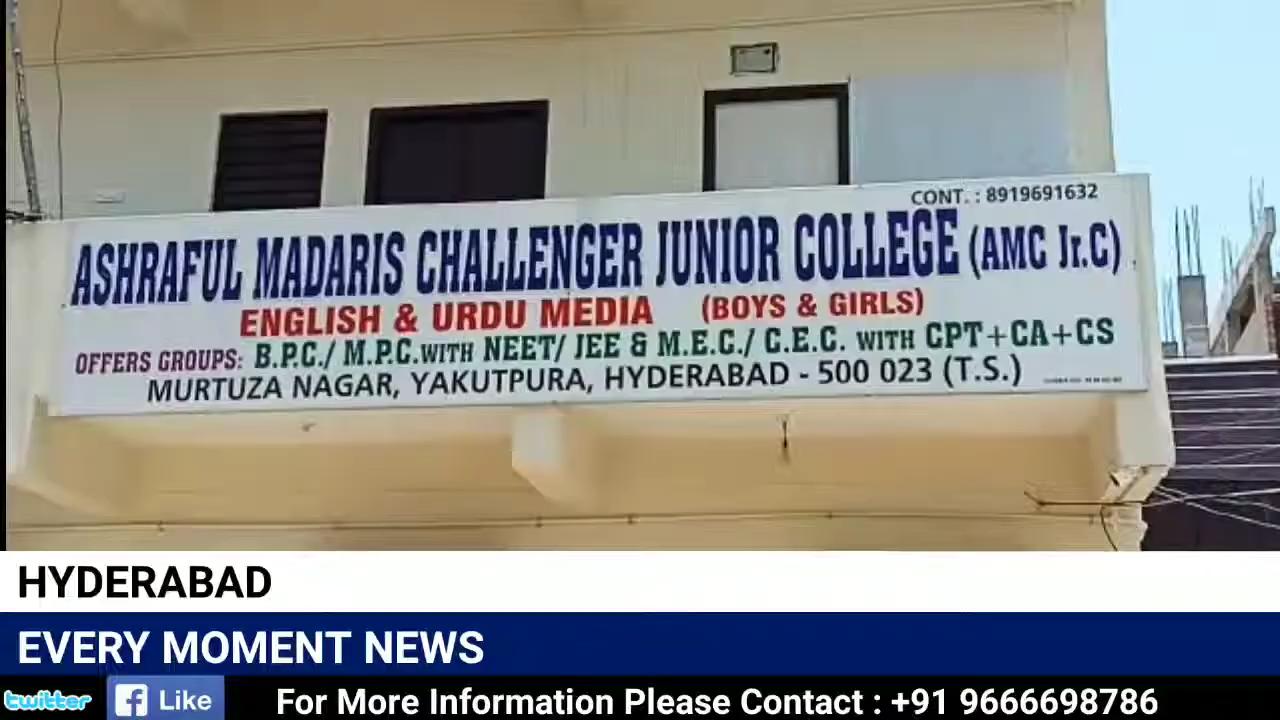 CONT. : 8919691632
ASHRAFUL MADARIS CHALLENGER JUNIOR COLLEGE (AMC Jr.C)
ENGLISH & URDU MEDIA (BOYS & GIRLS)
OFFERS GROUPS: B.P.C./ M.P.C. WITH NEET/ JEE & M.E.C./ C.E.C. WITH CPT+CA+CS
MURTUZA NAGAR, YAKUTPURA, HYDERABAD - 500 023 (T.S.)
HYDERABAD
EVERY MOMENT NEWS
twitter f Like For More Information Please Contact : +91 9666698786